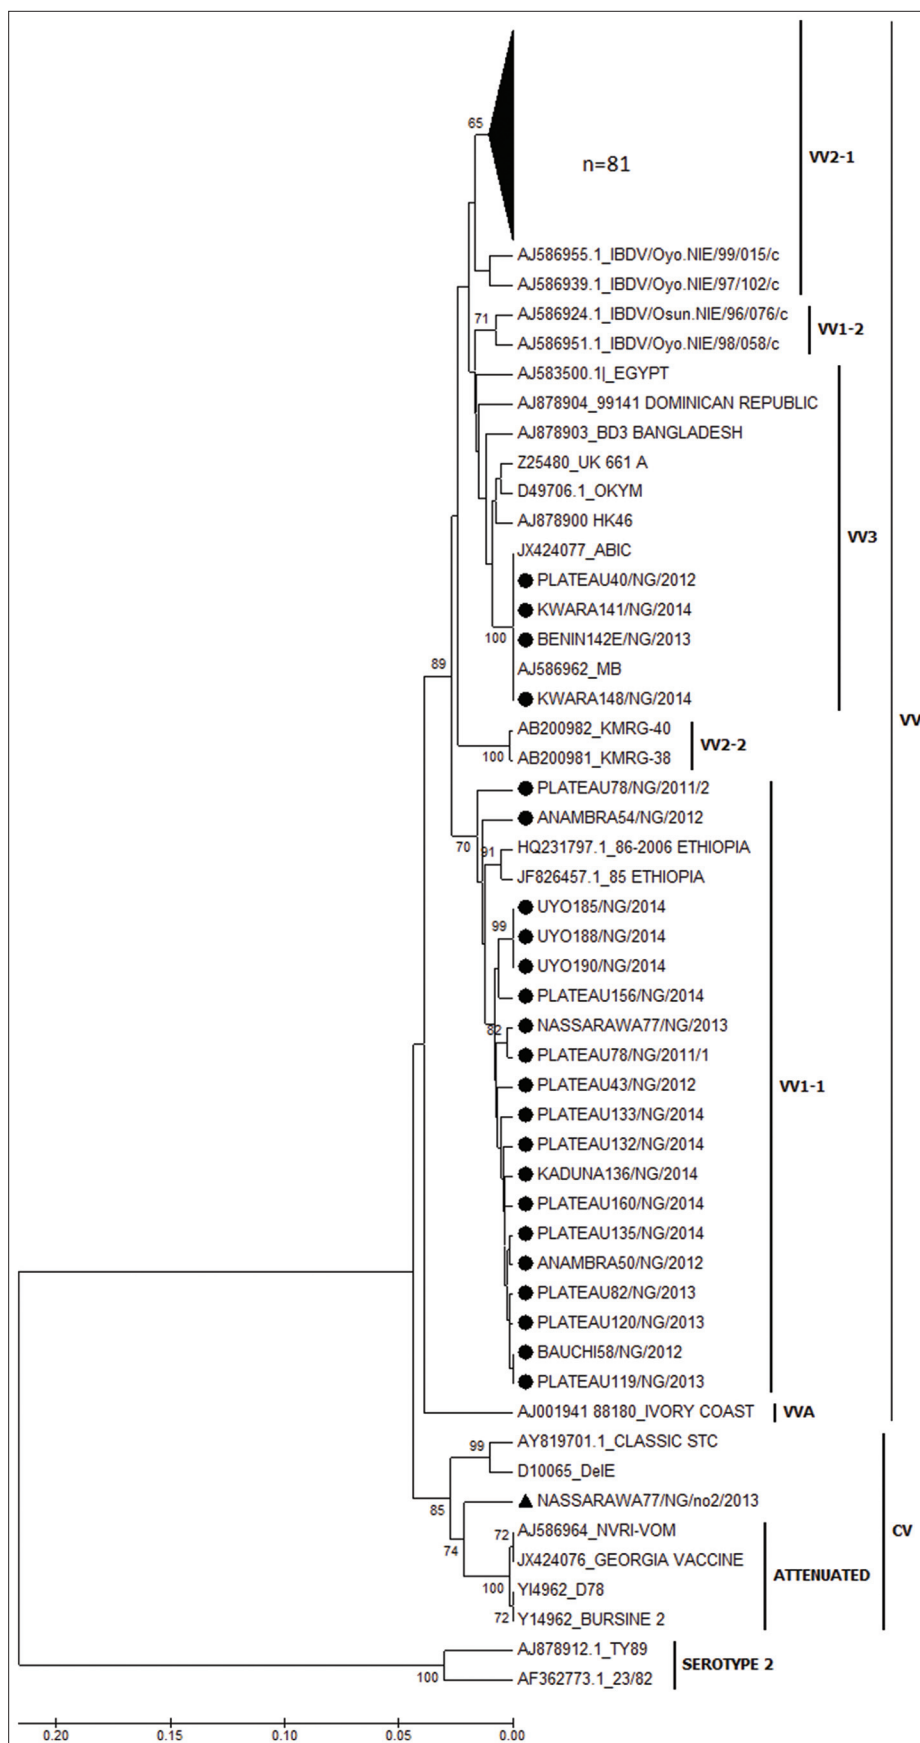 65
n=81
VV2-1
AJ586955.1_IBDV/Oyo.NIE/99/015/c
AJ586939.1_IBDV/Oyo.NIE/97/102/c
71
AJ586924.1_IBDV/Osun.NIE/96/076/c
AJ586951.1_IBDV/Oyo.NIE/98/058/c
VV1-2
AJ583500.1|_EGYPT
AJ878904_99141 DOMINICAN REPUBLIC
AJ878903_BD3 BANGLADESH
Z25480_UK 661 A
D49706.1_OKYM
AJ878900 HK46
VV3
JX424077_ABIC
PLATEAU40/NG/2012
KWARA141/NG/2014
BENIN142E/NG/2013
100
AJ586962_MB
KWARA148/NG/2014
89
VV
AB200982_KMRG-40
AB200981_KMRG-38
100
VV2-2
PLATEAU78/NG/2011/2
ANAMBRA54/NG/2012
70
91
HQ231797.1_86-2006 ETHIOPIA
JF826457.1_85 ETHIOPIA
UYO185/NG/2014
99
UYO188/NG/2014
UYO190/NG/2014
PLATEAU156/NG/2014
82
NASSARAWA77/NG/2013
PLATEAU78/NG/2011/1
PLATEAU43/NG/2012
VV1-1
PLATEAU133/NG/2014
PLATEAU132/NG/2014
KADUNA136/NG/2014
PLATEAU160/NG/2014
PLATEAU135/NG/2014
ANAMBRA50/NG/2012
PLATEAU82/NG/2013
PLATEAU120/NG/2013
BAUCHI58/NG/2012
PLATEAU119/NG/2013
AJ001941 88180_IVORY COAST
VVA
AY819701.1_CLASSIC STC
99
D10065_DelE
85
NASSARAWA77/NG/no2/2013
74
72
AJ586964_NVRI-VOM
CV
JX424076_GEORGIA VACCINE
ATTENUATED
100
YI4962_D78
72
Y14962_BURSINE 2
AJ878912.1_TY89
SEROTYPE 2
100
AF362773.1_23/82
0.20 0.15 0.10 0.05 0.00